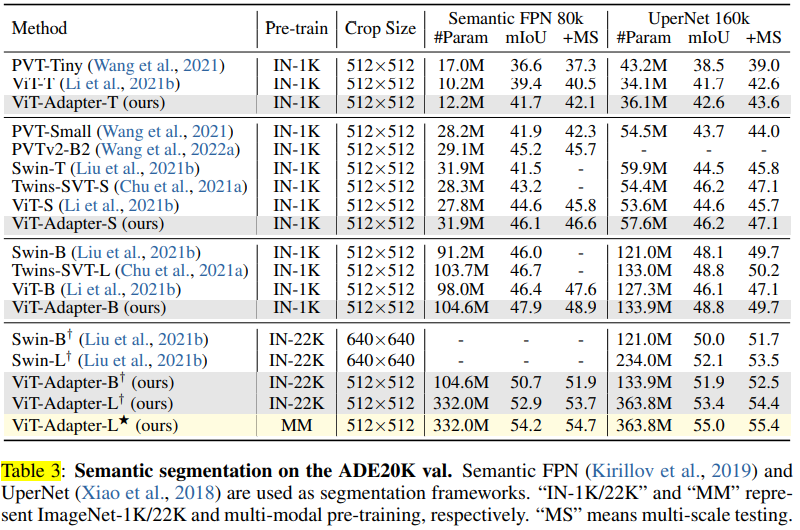 Method Pre-train Crop Size Semantic FPN 80k UperNet 160k
#Param mIoU +MS #Param mIoU +MS
PVT-Tiny (Wang et al., 2021) IN-1K 512×512 17.0M 36.6 37.3 43.2M 38.5 39.0
ViT-T (Li et al., 2021b) IN-1K 512×512 10.2M 39.4 40.5 34.1M 41.7 42.6
ViT-Adapter-T (ours) IN-1K 512×512 12.2M 41.7 42.1 36.1M 42.6 43.6
PVT-Small (Wang et al., 2021) IN-1K 512×512 28.2M 41.9 42.3 54.5M 43.7 44.0
PVTv2-B2 (Wang et al., 2022a) IN-1K 512×512 29.1M 45.2 45.7 - - -
Swin-T (Liu et al., 2021b) IN-1K 512×512 31.9M 41.5 - 59.9M 44.5 45.8
Twins-SVT-S (Chu et al., 2021a) IN-1K 512×512 28.3M 43.2 - 54.4M 46.2 47.1
ViT-S (Li et al., 2021b) IN-1K 512×512 27.8M 44.6 45.8 53.6M 44.6 45.7
ViT-Adapter-S (ours) IN-1K 512×512 31.9M 46.1 46.6 57.6M 46.2 47.1
Swin-B (Liu et al., 2021b) IN-1K 512×512 91.2M 46.0 - 121.0M 48.1 49.7
Twins-SVT-L (Chu et al., 2021a) IN-1K 512×512 103.7M 46.7 - 133.0M 48.8 50.2
ViT-B (Li et al., 2021b) IN-1K 512×512 98.0M 46.4 47.6 127.3M 46.1 47.1
ViT-Adapter-B (ours) IN-1K 512×512 104.6M 47.9 48.9 133.9M 48.8 49.7
Swin-B† (Liu et al., 2021b) IN-22K 640×640 - - - 121.0M 50.0 51.7
Swin-L† (Liu et al., 2021b) IN-22K 640×640 - - - 234.0M 52.1 53.5
ViT-Adapter-B† (ours) IN-22K 512×512 104.6M 50.7 51.9 133.9M 51.9 52.5
ViT-Adapter-L† (ours) IN-22K 512×512 332.0M 52.9 53.7 363.8M 53.4 54.4
ViT-Adapter-L★ (ours) MM 512×512 332.0M 54.2 54.7 363.8M 55.0 55.4
Table 3: Semantic segmentation on the ADE20K val. Semantic FPN (Kirillov et al., 2019) and
UperNet (Xiao et al., 2018) are used as segmentation frameworks. “IN-1K/22K” and “MM” repre-
sent ImageNet-1K/22K and multi-modal pre-training, respectively. “MS” means multi-scale testing.